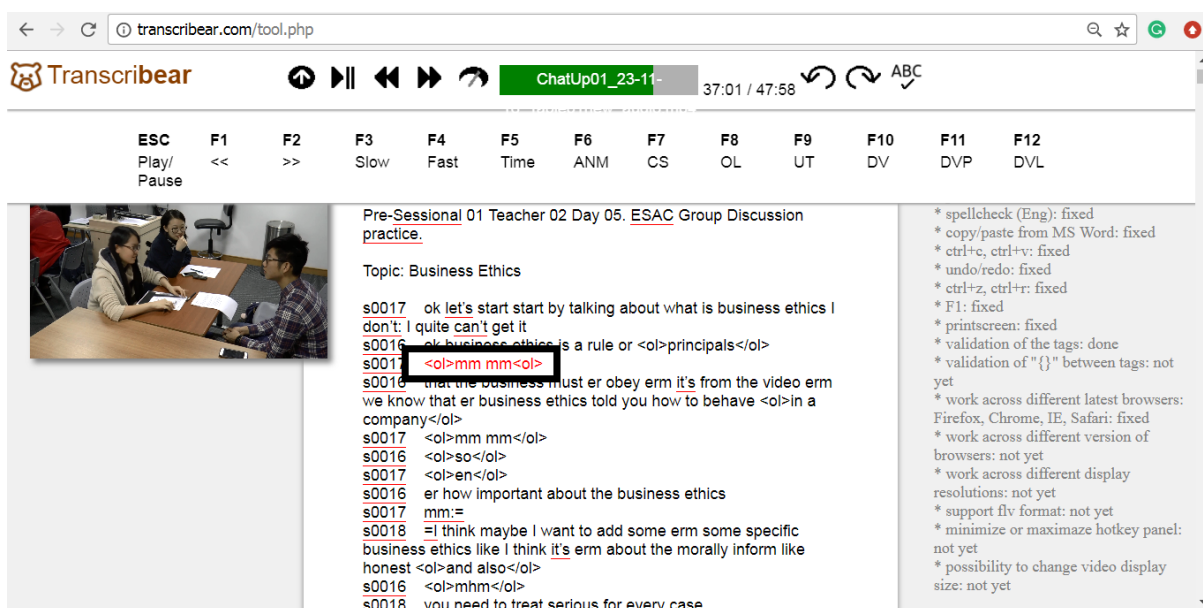 transcribear.com/tool.php
Transcribear
ABC
ChatUp01_23-11-
37:01 / 47:58
ESC F1 F2 F3 F4 F5 F6 F7 F8 F9 F10 F11 F12
Play/ << >> Slow Fast Time ANM CS OL UT DV DVP DVL
Pause
Pre-Sessional 01 Teacher 02 Day 05. ESAC Group Discussion
practice.
Topic: Business Ethics
s0017 ok let's start start by talking about what is business ethics I
don't: I quite can't get it
s0016 ok business ethics is a rule or <ol>principals</ol>
s0017 <ol>mm mm<ol>
s0016 that the business must er obey erm it's from the video erm
we know that er business ethics told you how to behave <ol>in a
company</ol>
s0017 <ol>mm mm</ol>
s0016 <ol>so</ol>
s0017 <ol>en</ol>
s0016 er how important about the business ethics
s0017 mm:=
s0018 =I think maybe I want to add some erm some specific
business ethics like I think it's erm about the morally inform like
honest <ol>and also</ol>
s0016 <ol>mhm</ol>
s0018 you need to treat serious for every case
* spellcheck (Eng): fixed
* copy/paste from MS Word: fixed
* ctrl+c, ctrl+v: fixed
* undo/redo: fixed
* ctrl+z, ctrl+r: fixed
* F1: fixed
* printscreen: fixed
* validation of the tags: done
* validation of "{}" between tags: not
yet
* work across different latest browsers:
Firefox, Chrome, IE, Safari: fixed
* work across different version of
browsers: not yet
* work across different display
resolutions: not yet
* support flv format: not yet
* minimize or maximaze hotkey panel:
not yet
* possibility to change video display
size: not yet